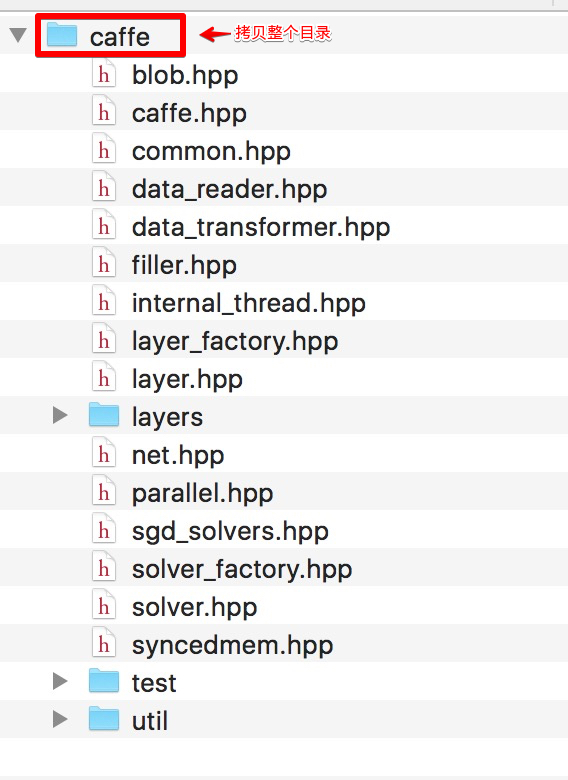 caffe 拷贝整个目录
h blob.hpp
h caffe.hpp
h common.hpp
h data_reader.hpp
h data_transformer.hpp
h filler.hpp
h internal_thread.hpp
h layer_factory.hpp
h layer.hpp
layers
h net.hpp
h parallel.hpp
h sgd_solvers.hpp
h solver_factory.hpp
h solver.hpp
h syncedmem.hpp
test
util